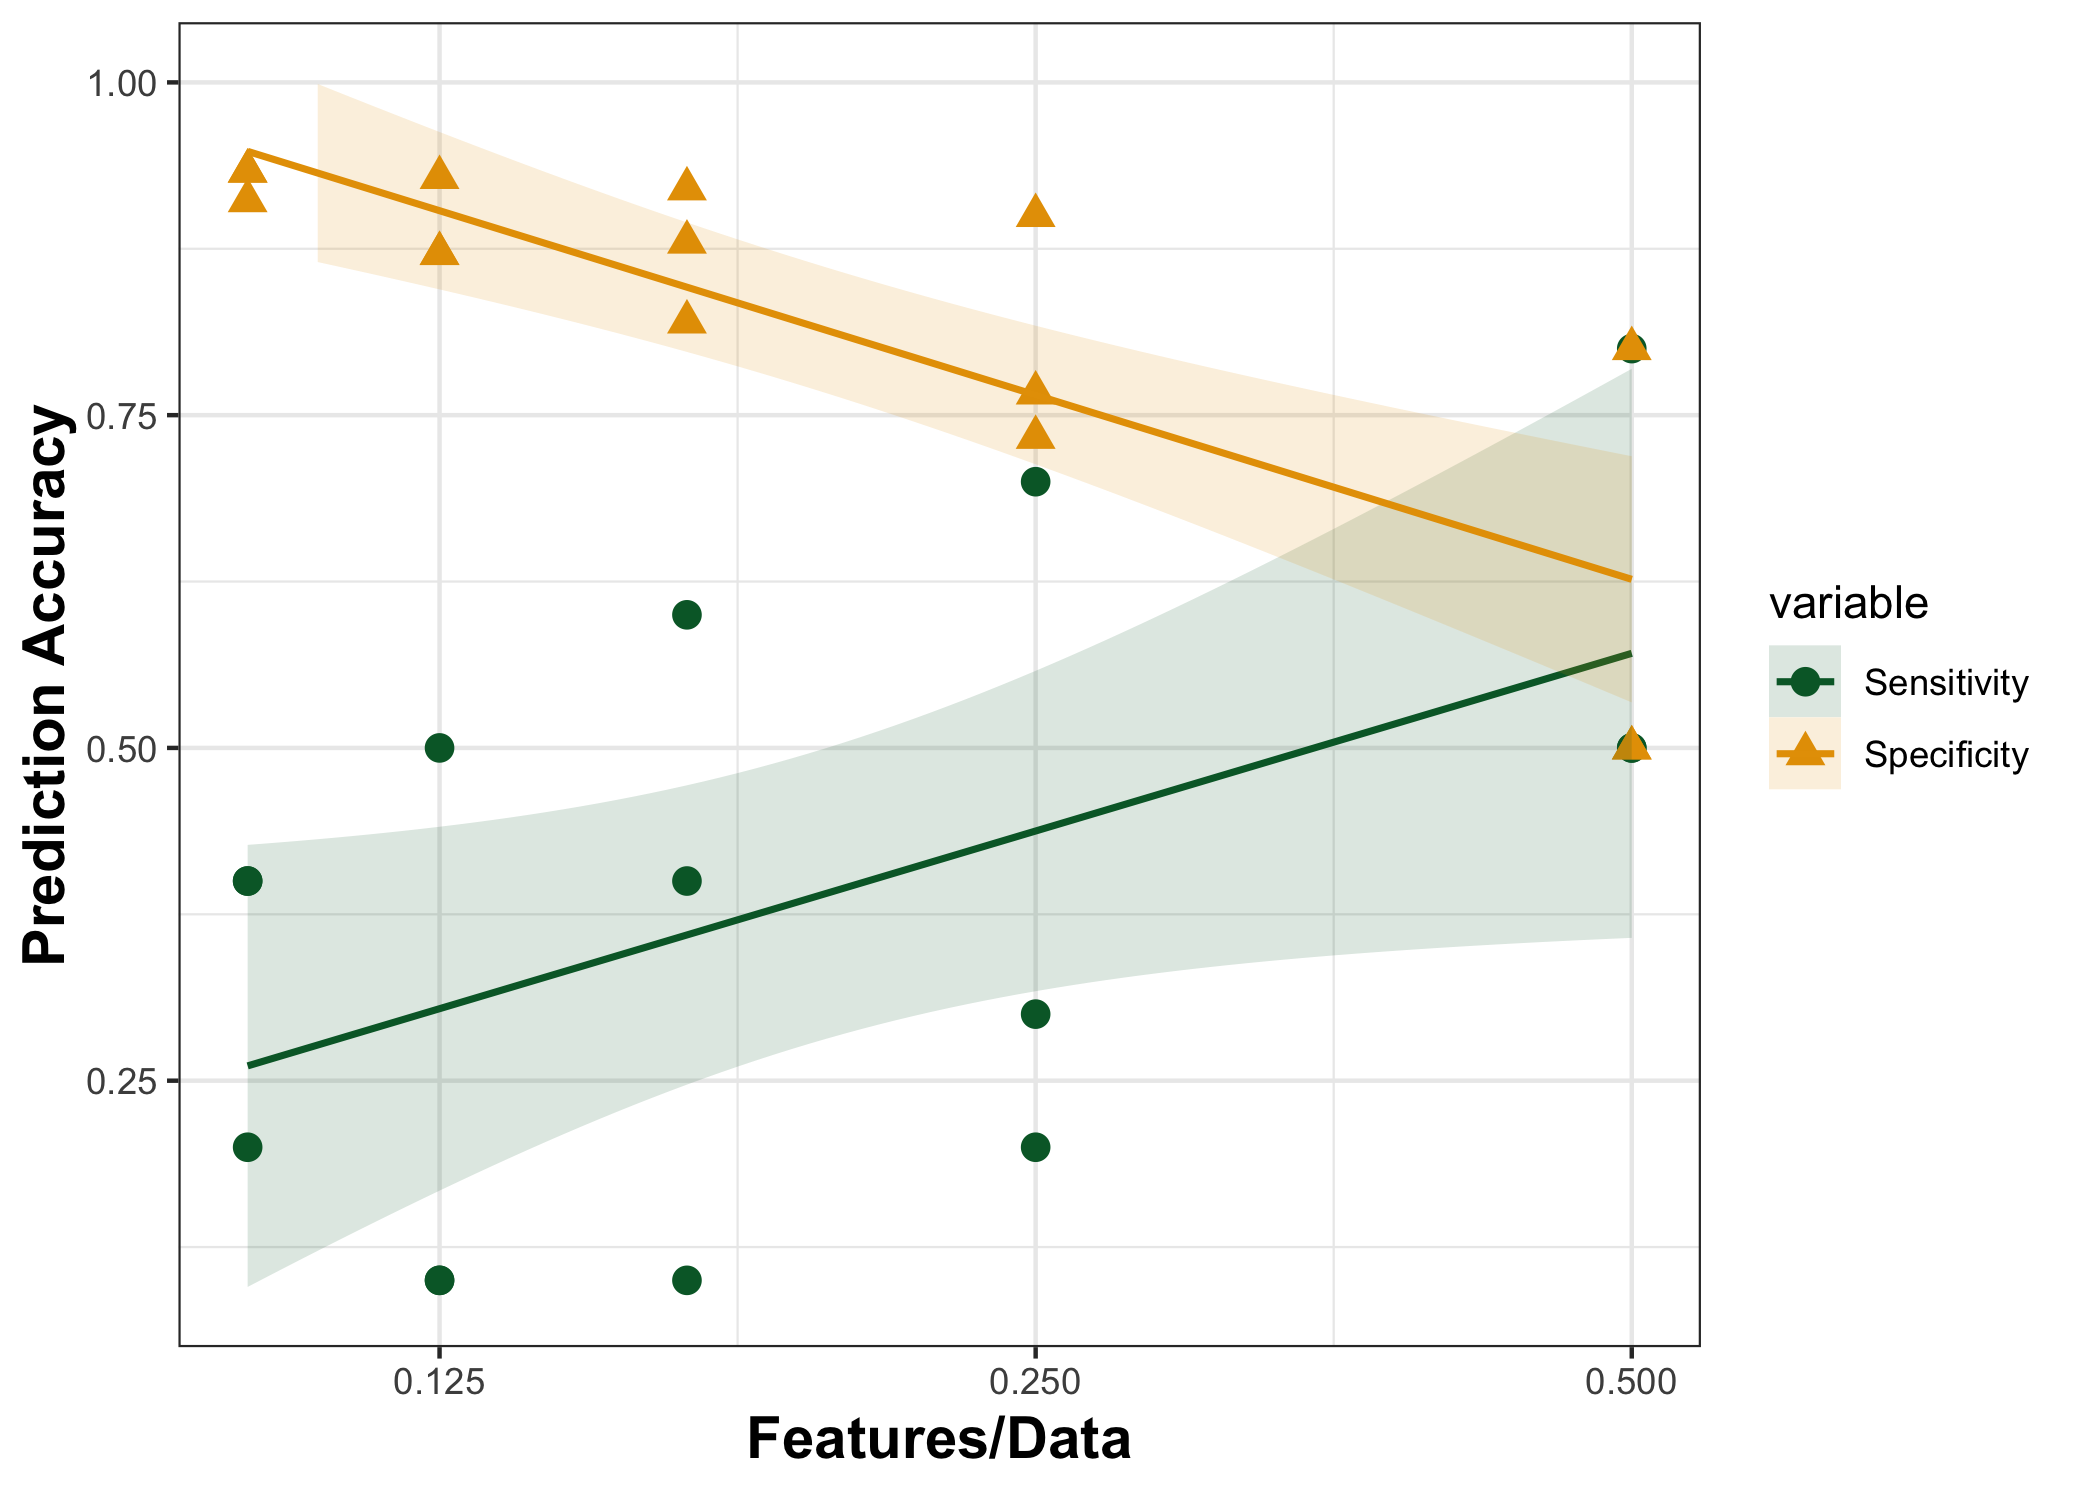 1.00
0.75
0.50
0.25
Prediction Accuracy
0.125
0.250
0.500
Features/Data
variable
Sensitivity
Specificity